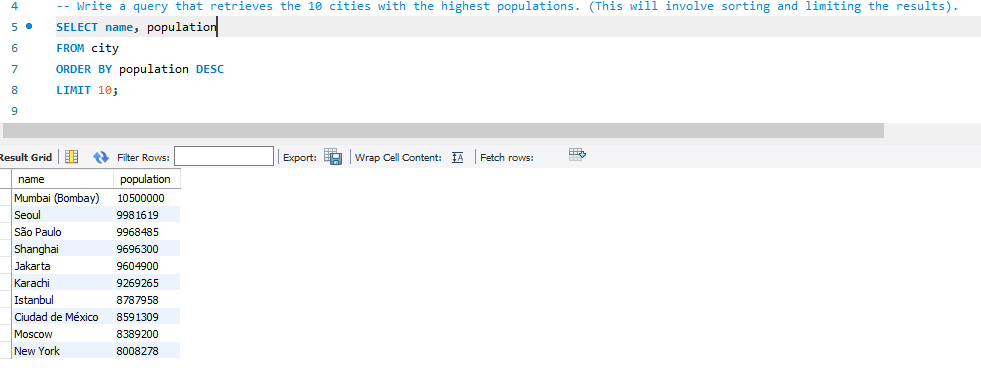 4 -- Write a query that retrieves the 10 cities with the highest populations. (This will involve sorting and limiting the results).
5 SELECT name, population
6 FROM city
7 ORDER BY population DESC
8 LIMIT 10;
9
Result Grid Filter Rows: Export: Wrap Cell Content: IA Fetch rows:
name population
Mumbai (Bombay) 10500000
Seoul 9981619
São Paulo 9968485
Shanghai 9696300
Jakarta 9604900
Karachi 9269265
Istanbul 8787958
Ciudad de México 8591309
Moscow 8389200
New York 8008278